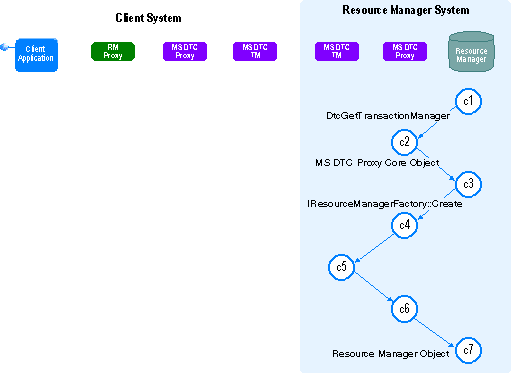 Client System
Resource Manager System
Client
Application
RM
Proxy
MS DTC
Proxy
MS DTC
TM
MS DTC
TM
MS DTC
Proxy
Resource
Manager
c1
DtcGetTransactionManager
c2
MS DTC Proxy Core Object
c3
IResourceManagerFactory::Create
c4
c5
c6
c7
Resource Manager Object